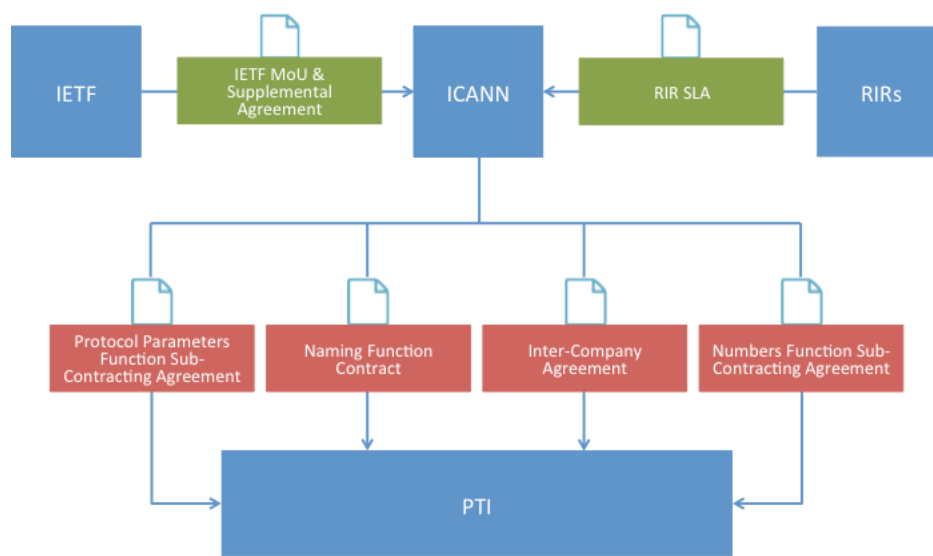 IETF
IETF MoU &
Supplemental
Agreement
ICANN
RIR SLA
RIRs
Protocol Parameters
Function Sub-
Contracting Agreement
Naming Function
Contract
Inter-Company
Agreement
Numbers Function Sub-
Contracting Agreement
PTI